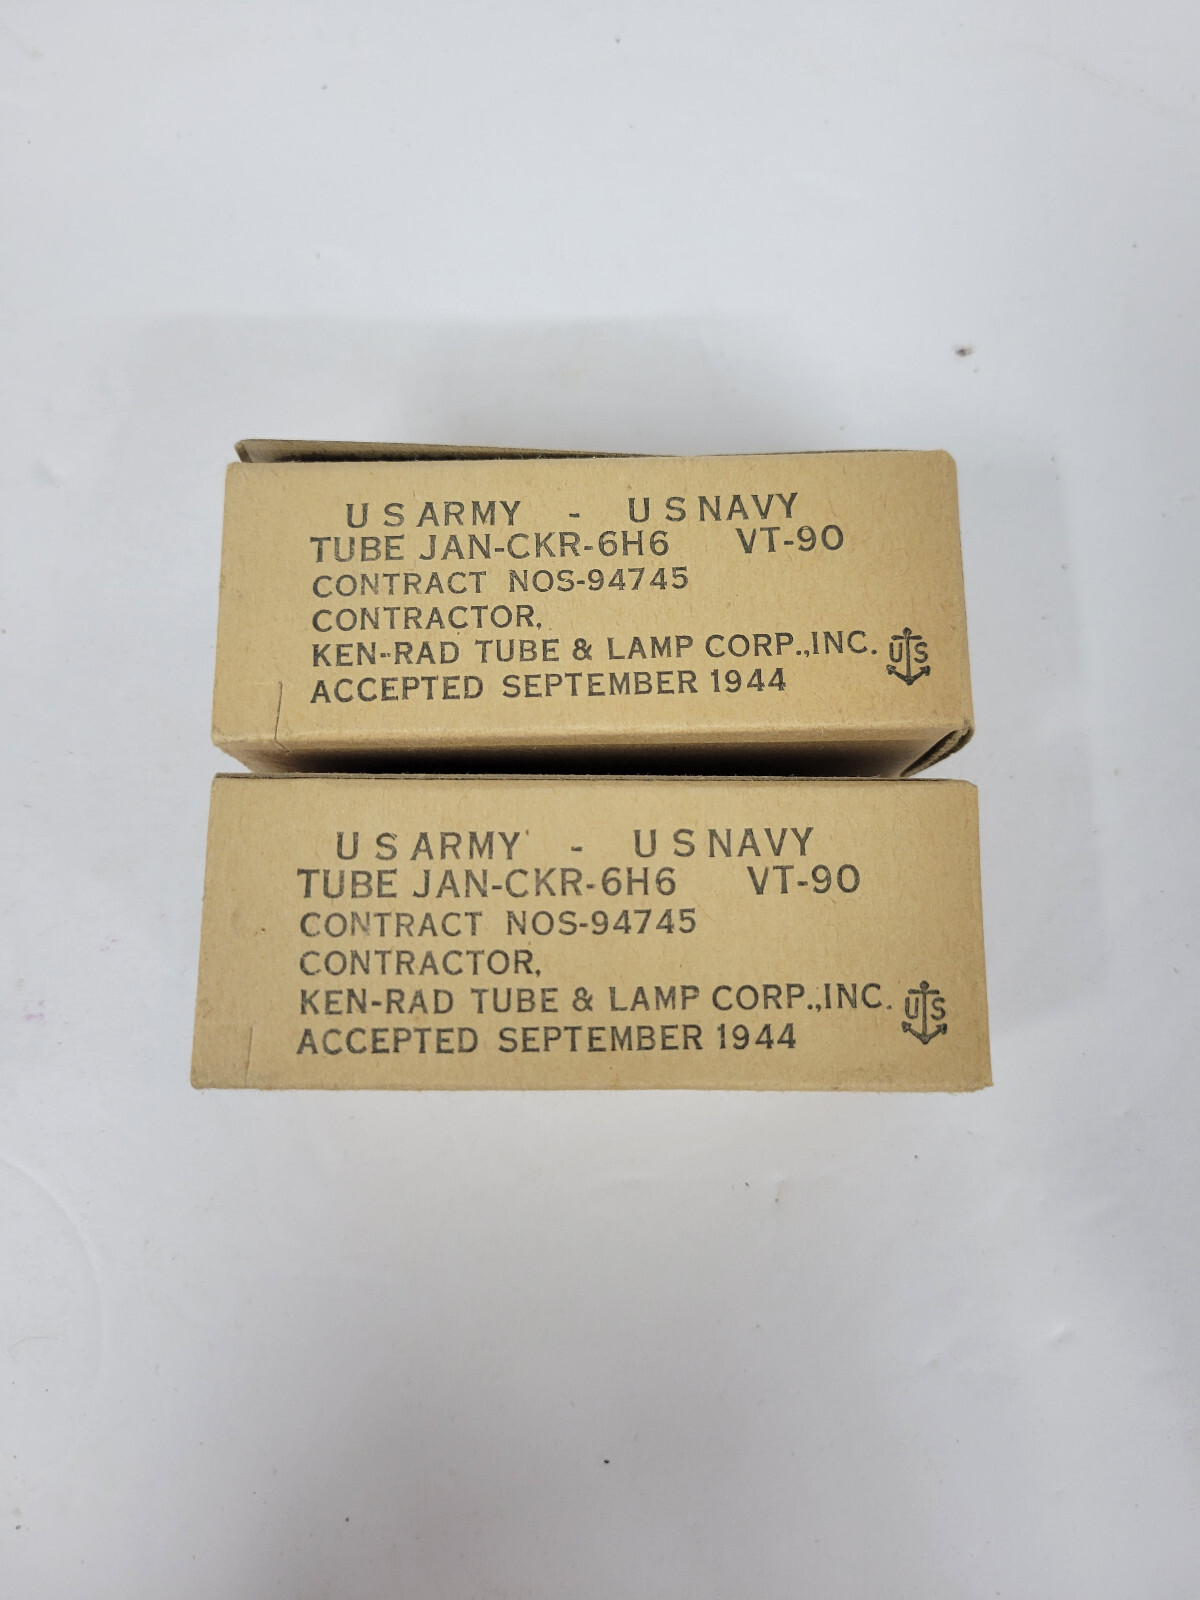 U S ARMY - U S NAVY
TUBE JAN-CKR-6H6 VT-90
CONTRACT NOS-94745
CONTRACTOR,
KEN-RAD TUBE & LAMP CORP.,INC. US
ACCEPTED SEPTEMBER 1944
U S ARMY - U S NAVY
TUBE JAN-CKR-6H6 VT-90
CONTRACT NOS-94745
CONTRACTOR,
KEN-RAD TUBE & LAMP CORP.,INC. US
ACCEPTED SEPTEMBER 1944